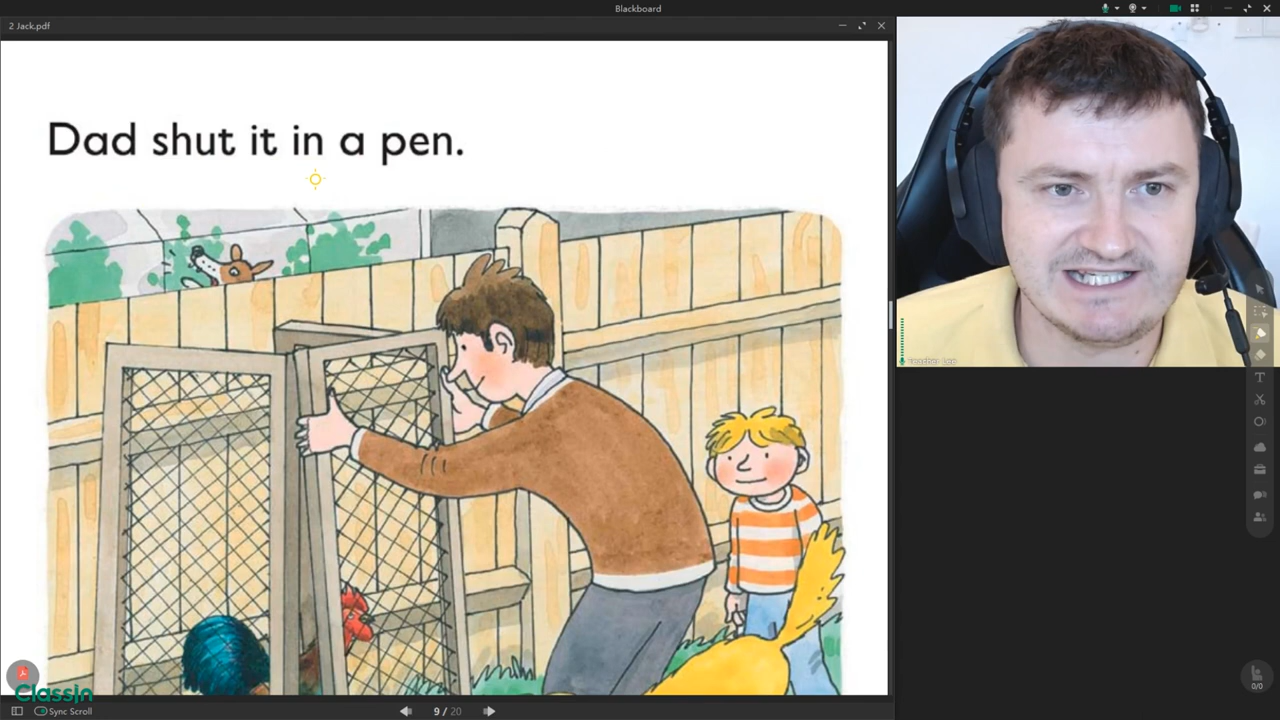 Blackboard
2 Jack.pdf
Dad shut it in a pen.
ClassIn
Sync Scroll
9 / 20
0/0